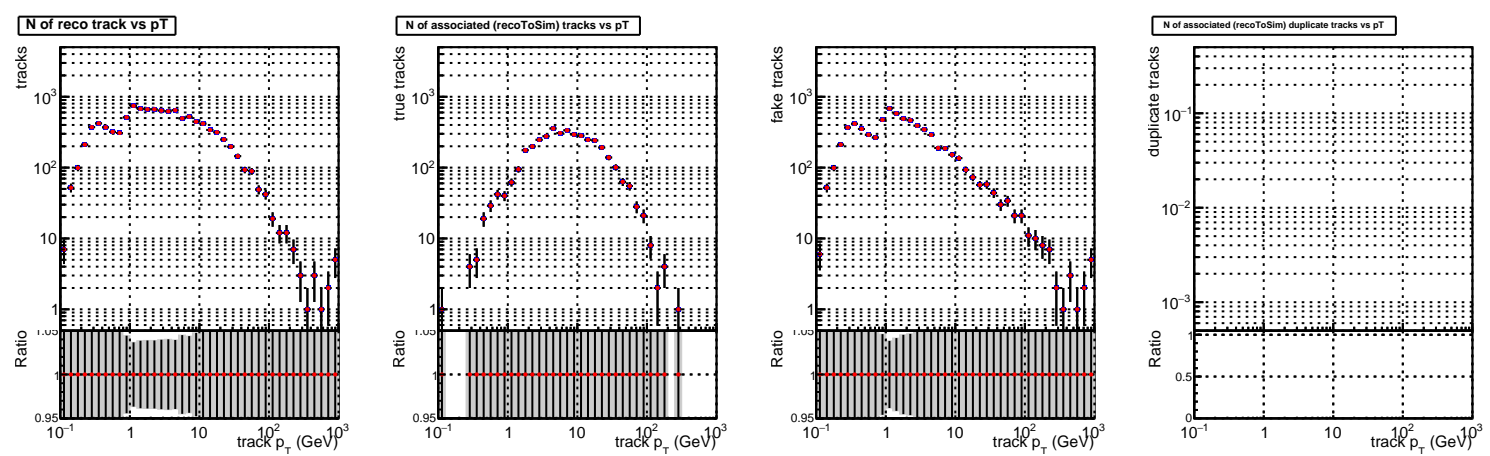 N of reco track vs pT
tracks
10³
10²
10
1
Ratio
1.05
1
0.95
10⁻¹ 1 10 10² 10³
track p_T (GeV)
N of associated (recoToSim) tracks vs pT
true tracks
10³
10²
10
1
Ratio
1.05
1
0.95
10⁻¹ 1 10 10² 10³
track p_T (GeV)
fake tracks
10³
10²
10
1
Ratio
1.05
1
0.95
10⁻¹ 1 10 10² 10³
track p_T (GeV)
N of associated (recoToSim) duplicate tracks vs pT
duplicate tracks
10⁻¹
10⁻²
10⁻³
Ratio
1
0.5
0
10⁻¹ 1 10 10² 10³
track p_T (GeV)